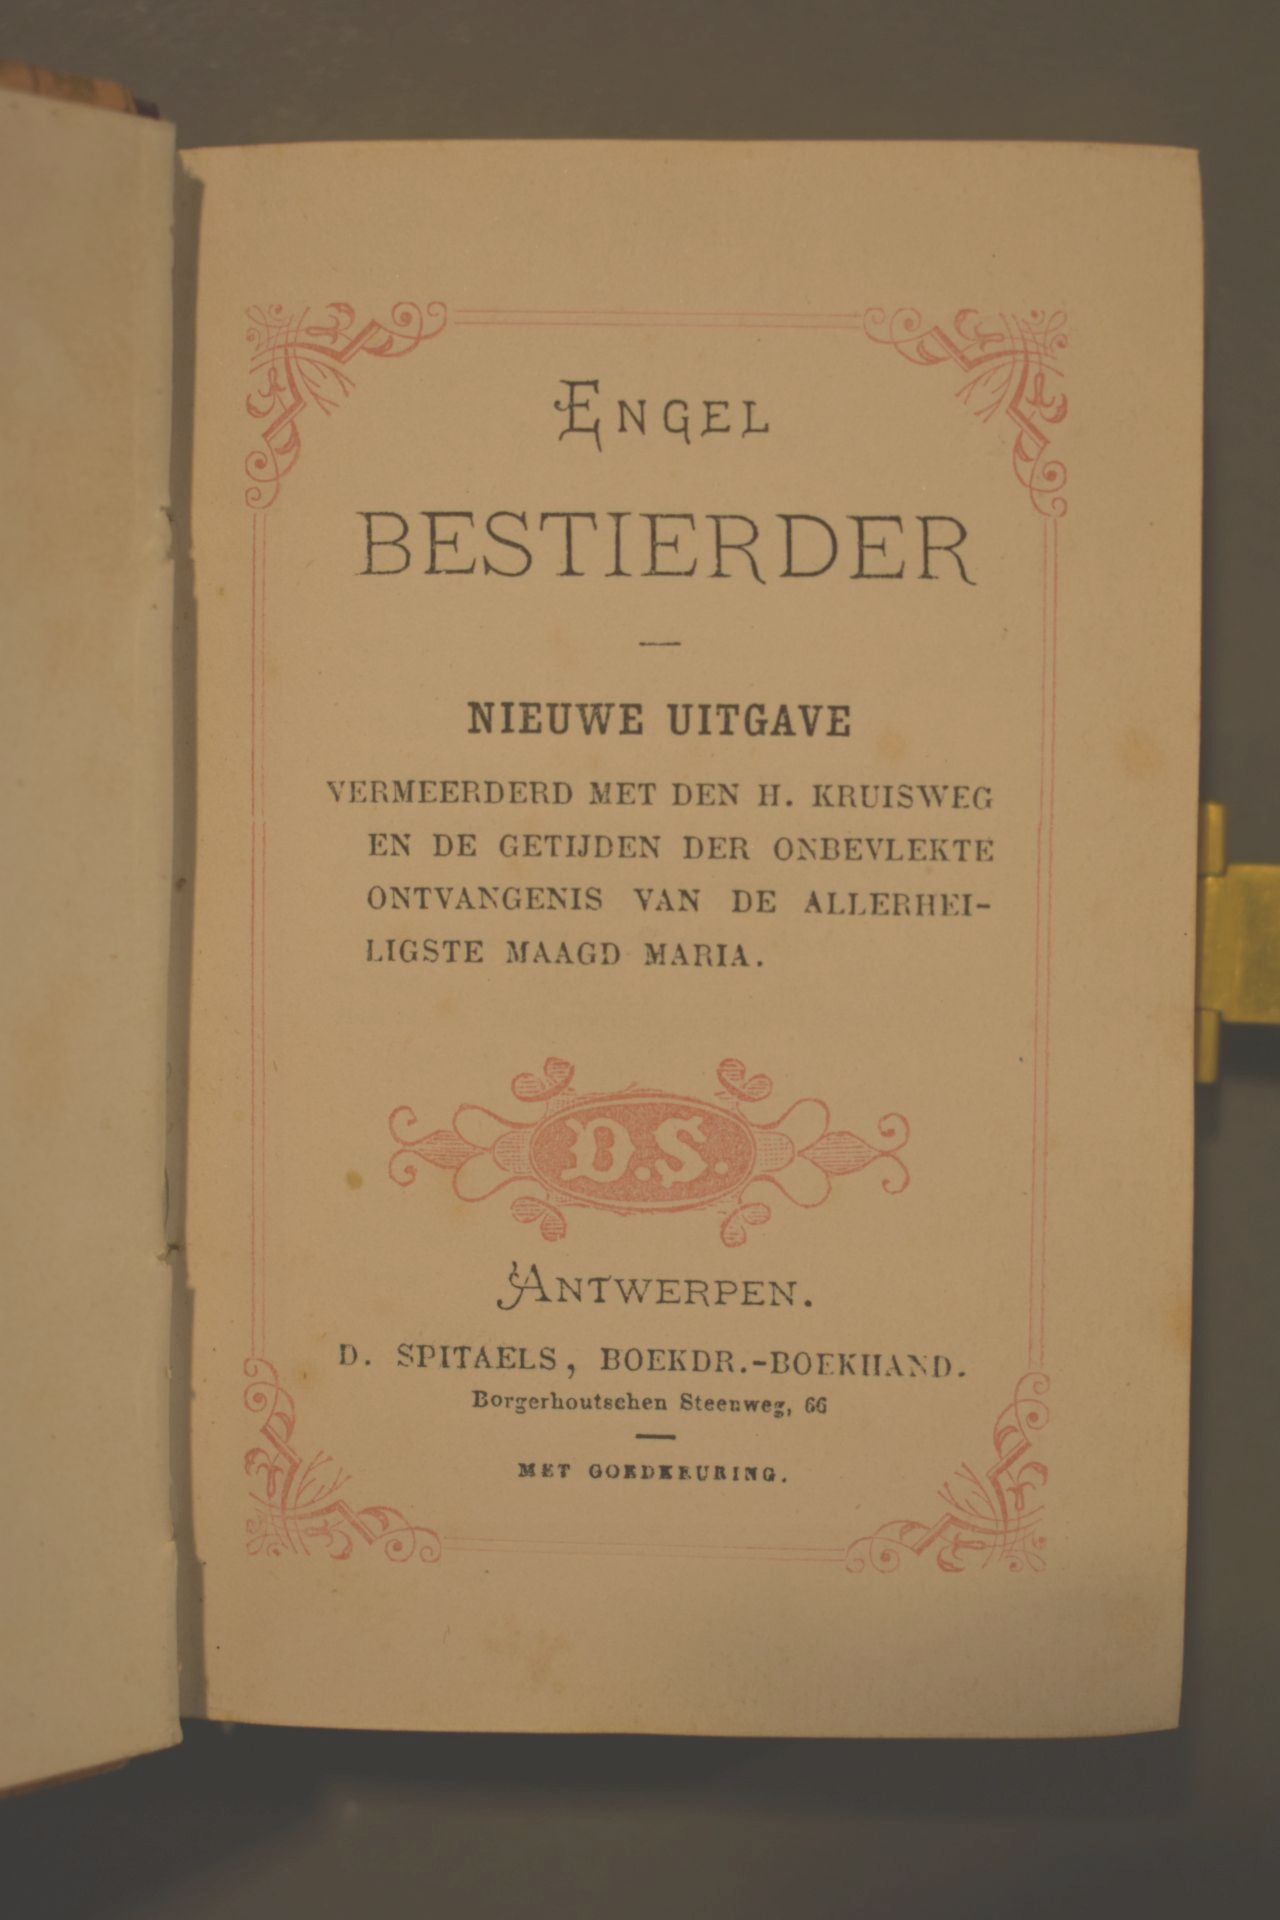 ENGEL
BESTIERDER
—
NIEUWE UITGAVE
VERMEERDERD MET DEN H. KRUISWEG
EN DE GETIJDEN DER ONBEVLEKTE
ONTVANGENIS VAN DE ALLERHEI-
LIGSTE MAAGD MARIA.
D.S.
ANTWERPEN.
D. SPITAELS, BOEKDR.-BOEKHAND.
Borgerhoutschen Steenweg, 66
—
MET GOEDKEURING.